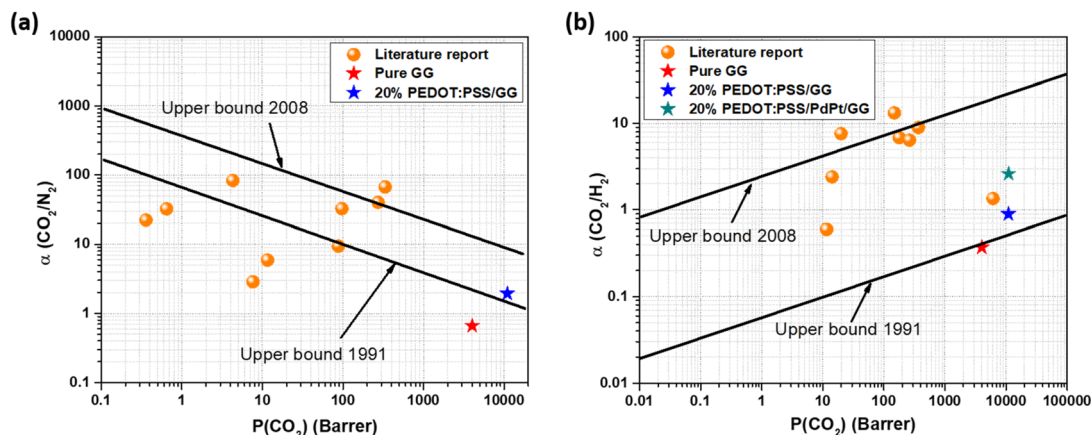 (a)
10000
1000
100
10
1
0.1
α (CO₂/N₂)
Literature report
Pure GG
20% PEDOT:PSS/GG
Upper bound 2008
Upper bound 1991
0.1
1
10
100
1000
10000
P(CO₂) (Barrer)
(b)
100
10
1
0.1
0.01
α (CO₂/H₂)
Literature report
Pure GG
20% PEDOT:PSS/GG
20% PEDOT:PSS/PdPt/GG
Upper bound 2008
Upper bound 1991
0.01
0.1
1
10
100
1000
10000
100000
P(CO₂) (Barrer)